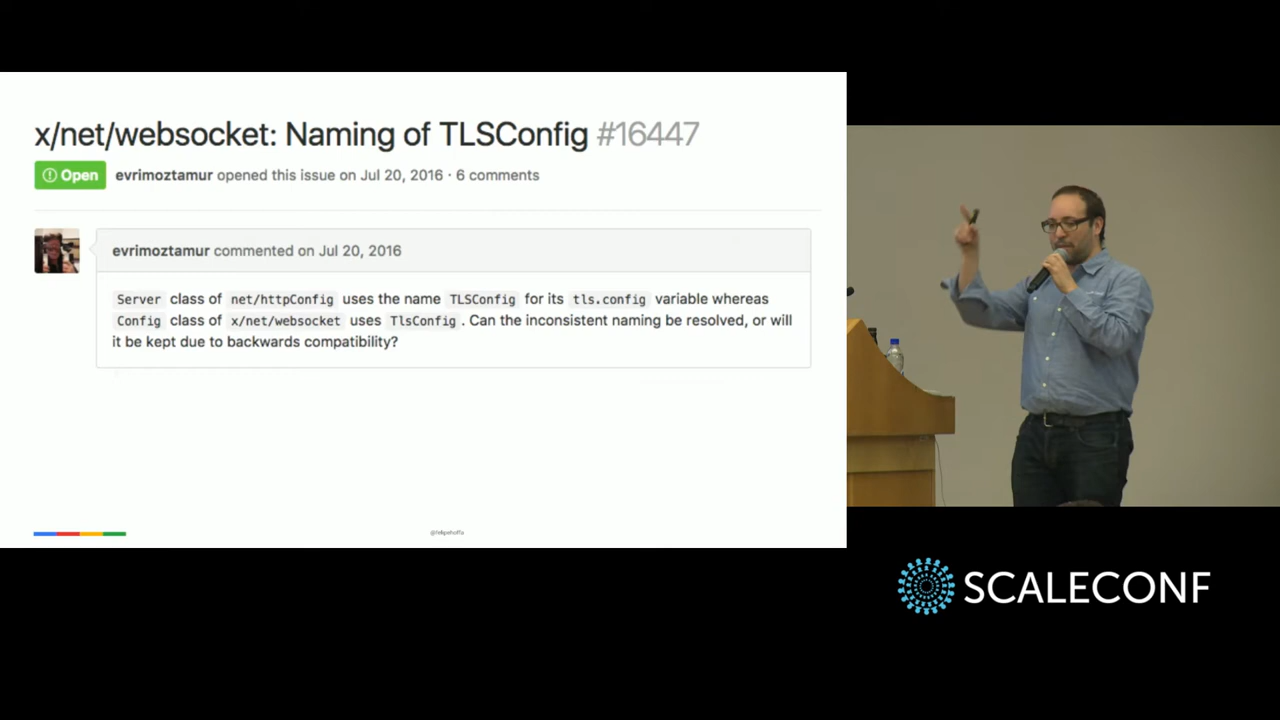 x/net/websocket: Naming of TLSConfig #16447
Open evrimoztamur opened this issue on Jul 20, 2016 · 6 comments
evrimoztamur commented on Jul 20, 2016
Server class of net/httpConfig uses the name TLSConfig for its tls.config variable whereas
Config class of x/net/websocket uses TlsConfig. Can the inconsistent naming be resolved, or will
it be kept due to backwards compatibility?
@felipehoffa
SCALECONF